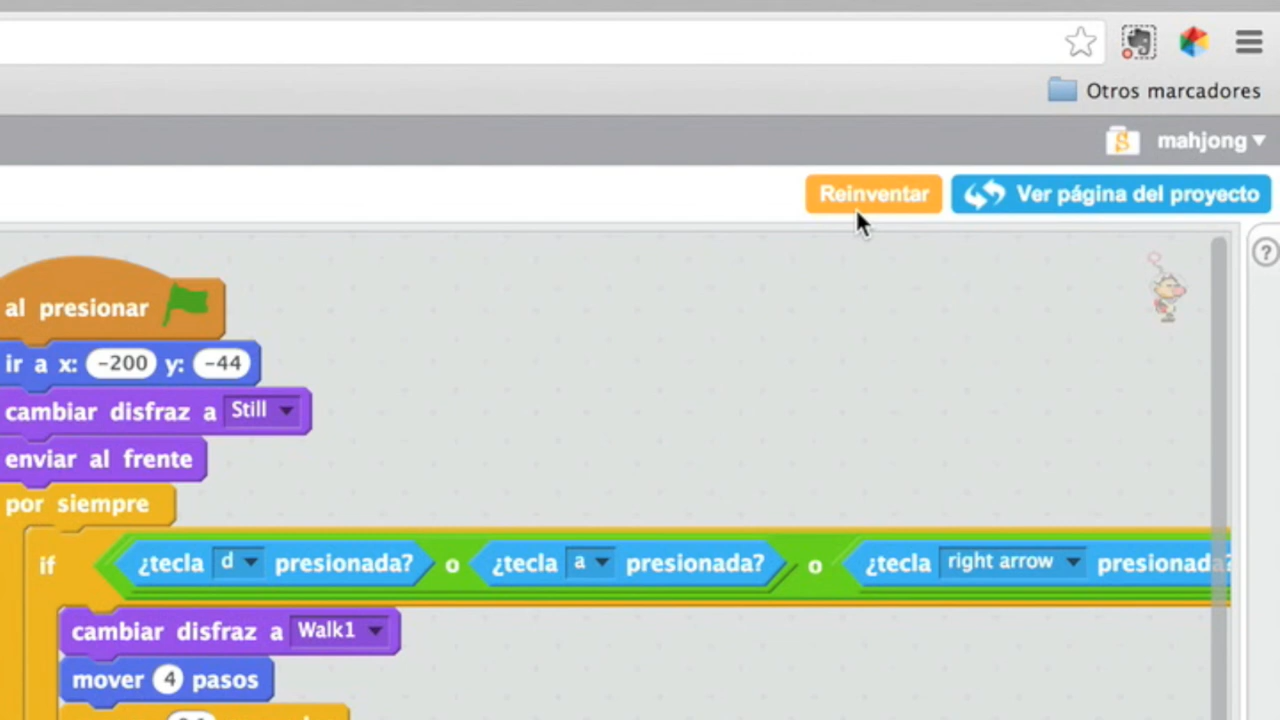 Otros marcadores
mahjong
Reinventar
Ver página del proyecto
?
al presionar
ir a x: -200 y: -44
cambiar disfraz a Still
enviar al frente
por siempre
if ¿tecla d presionada? o ¿tecla a presionada? o ¿tecla right arrow presionada?
cambiar disfraz a Walk1
mover 4 pasos